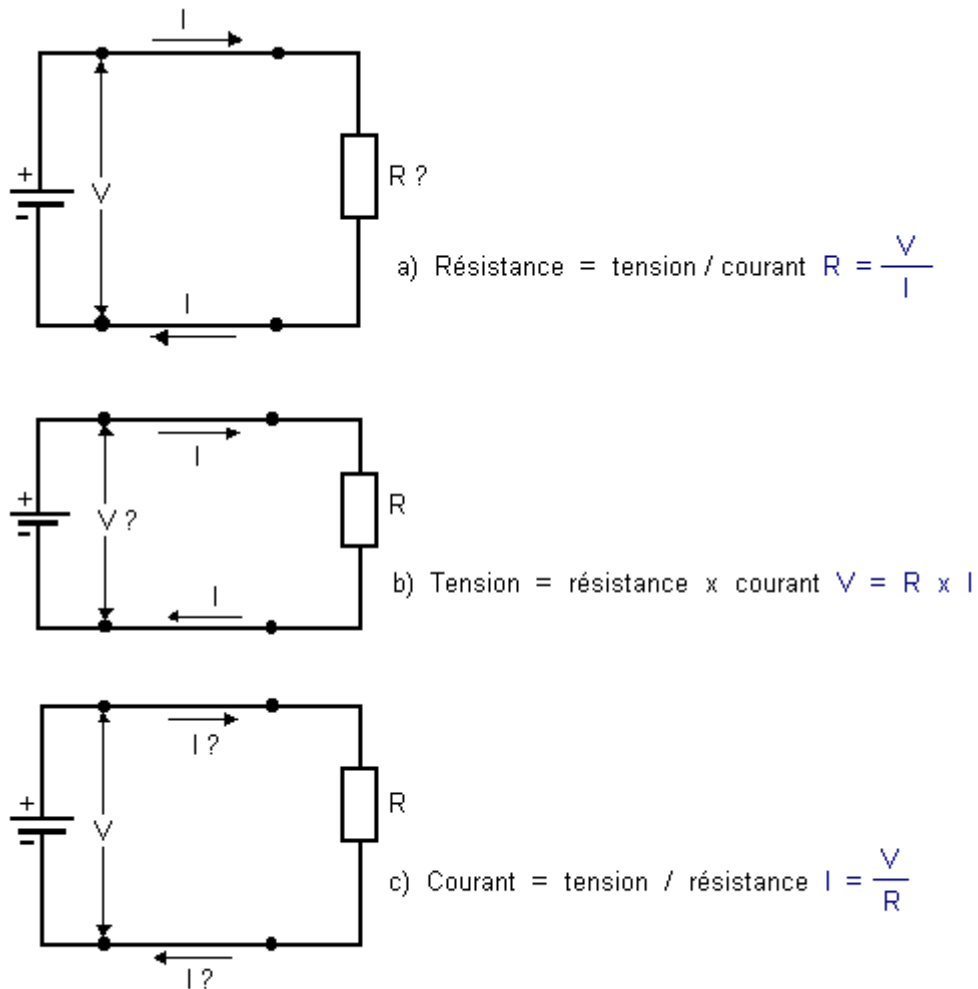 I
+
V
-
R ?
a) Résistance = tension / courant R = V / I
I
I
+
V ?
-
R
I
b) Tension = résistance x courant V = R x I
I ?
+
V
-
R
c) Courant = tension / résistance I = V / R
I ?